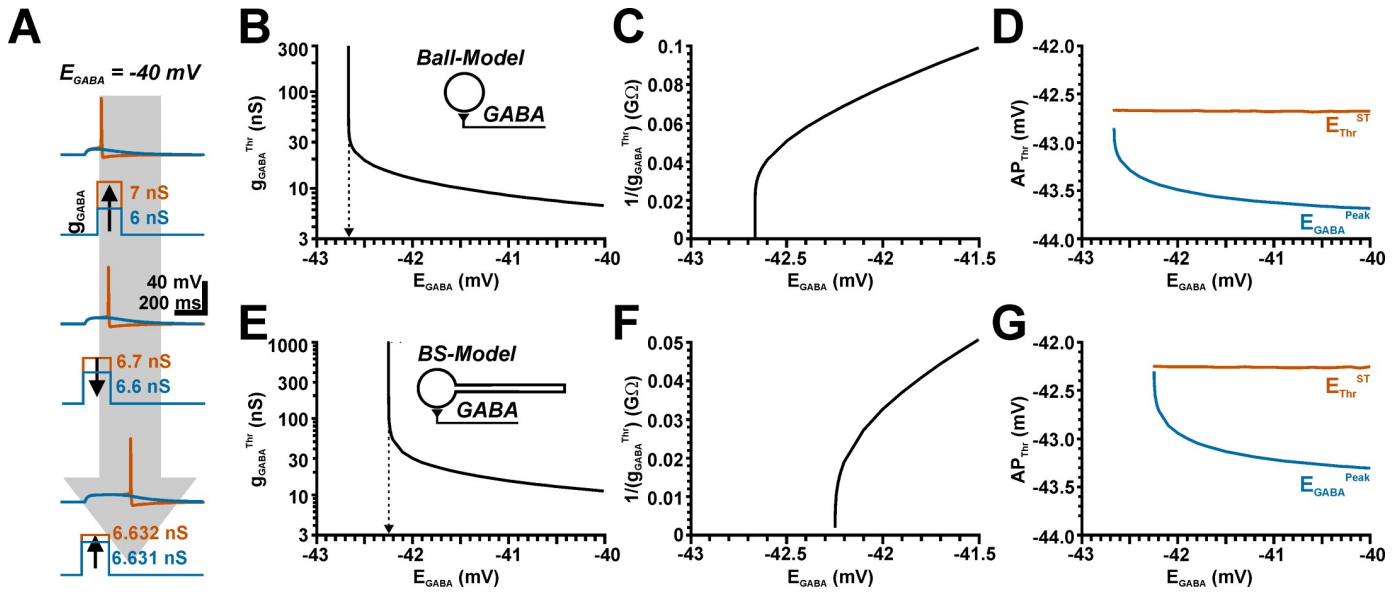 A
E_GABA = -40 mV
g_GABA
7 nS
6 nS
40 mV
200 ms
6.7 nS
6.6 nS
6.632 nS
6.631 nS
B
Ball-Model
GABA
g_GABA^Thr (nS)
300
100
30
10
3
-43
-42
-41
-40
E_GABA (mV)
C
1/(g_GABA^Thr) (GΩ)
0.1
0.08
0.06
0.04
0.02
0
-43
-42.5
-42
-41.5
E_GABA (mV)
D
AP_Thr (mV)
-42.0
-42.5
-43.0
-43.5
-44.0
E_Thr^ST
E_GABA^Peak
-43
-42
-41
-40
E_GABA (mV)
E
BS-Model
GABA
g_GABA^Thr (nS)
1000
300
100
30
10
3
-43
-42
-41
-40
E_GABA (mV)
F
1/(g_GABA^Thr) (GΩ)
0.05
0.04
0.03
0.02
0.01
0
-43
-42.5
-42
-41.5
E_GABA (mV)
G
AP_Thr (mV)
-42.0
-42.5
-43.0
-43.5
-44.0
E_Thr^ST
E_GABA^Peak
-43
-42
-41
-40
E_GABA (mV)